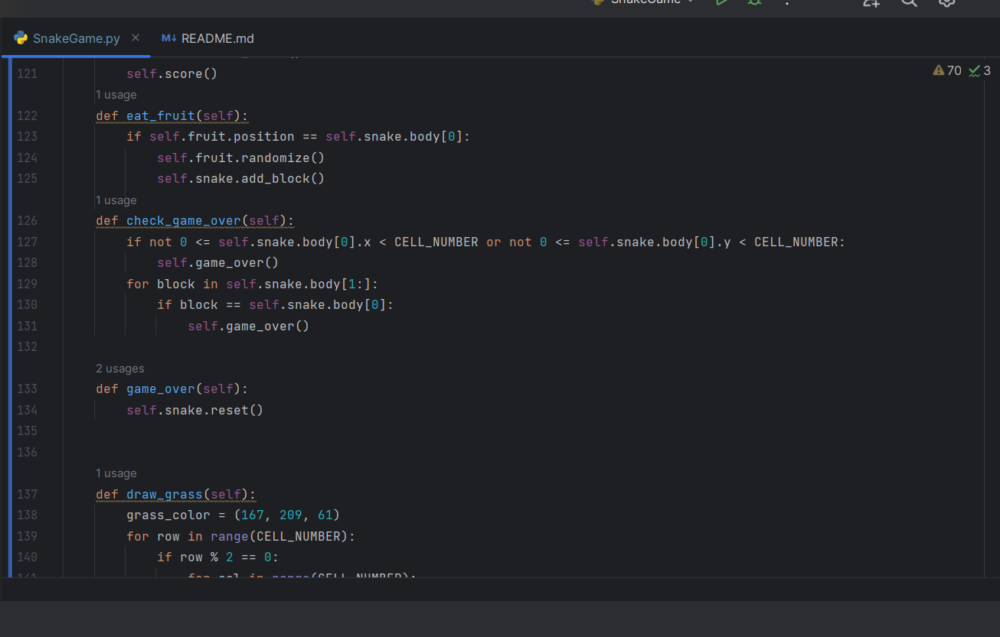 SnakeGame
SnakeGame.py × M↓ README.md
70 3
121 self.score()
1 usage
122 def eat_fruit(self):
123 if self.fruit.position == self.snake.body[0]:
124 self.fruit.randomize()
125 self.snake.add_block()
1 usage
126 def check_game_over(self):
127 if not 0 <= self.snake.body[0].x < CELL_NUMBER or not 0 <= self.snake.body[0].y < CELL_NUMBER:
128 self.game_over()
129 for block in self.snake.body[1:]:
130 if block == self.snake.body[0]:
131 self.game_over()
132
2 usages
133 def game_over(self):
134 self.snake.reset()
135
136
1 usage
137 def draw_grass(self):
138 grass_color = (167, 209, 61)
139 for row in range(CELL_NUMBER):
140 if row % 2 == 0:
141 for col in range(CELL_NUMBER):